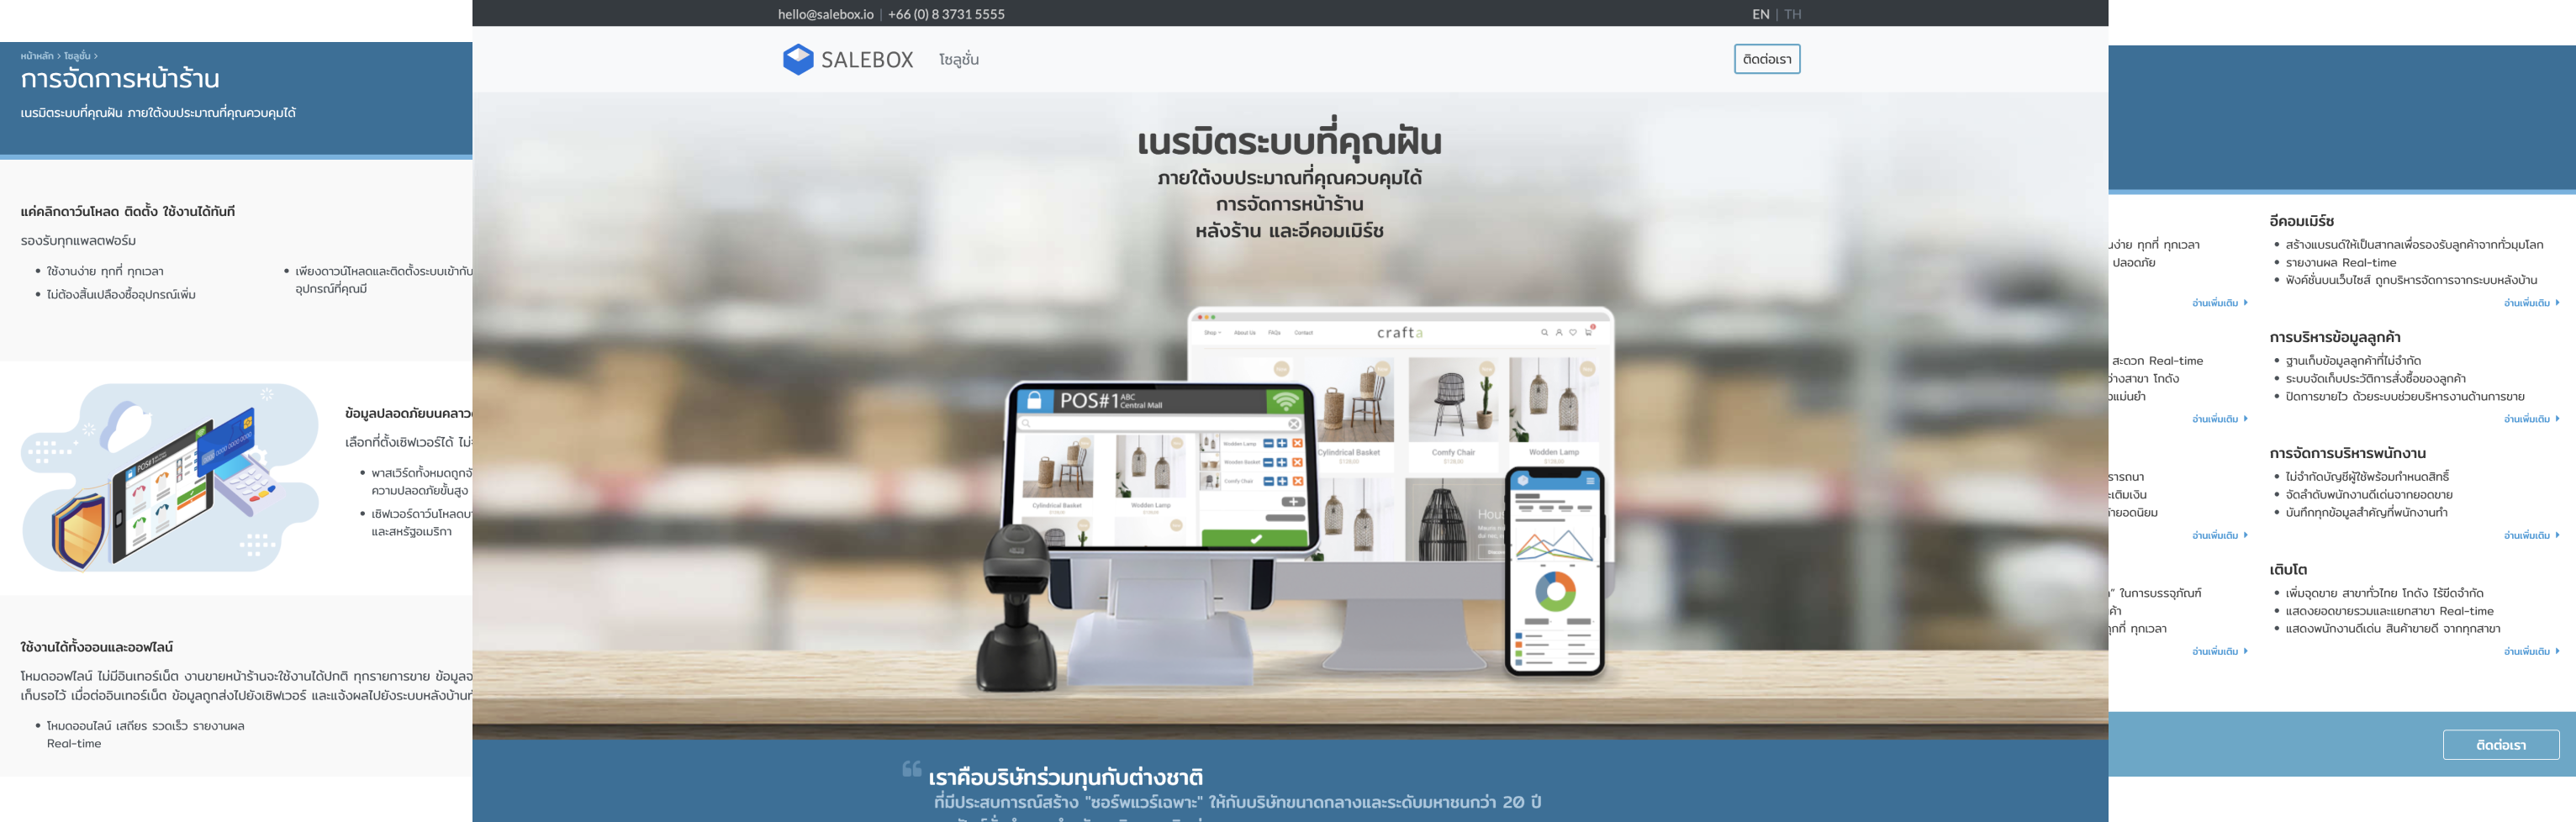 หน้าหลัก > โซลูชั่น >
การจัดการหน้าร้าน
เนรมิตระบบที่คุณฝัน ภายใต้งบประมาณที่คุณควบคุมได้
แค่คลิกดาว์นโหลด ติดตั้ง ใช้งานได้ทันที
รองรับทุกแพลตฟอร์ม
ใช้งานง่าย ทุกที่ ทุกเวลา
ไม่ต้องสิ้นเปลืองซื้ออุปกรณ์เพิ่ม
เพียงดาวน์โหลดและติดตั้งระบบเข้ากับ
อุปกรณ์ที่คุณมี
ข้อมูลปลอดภัยบนคลาว
เลือกที่ตั้งเซิฟเวอร์ได้
พาสเวิร์ดทั้งหมดถูก
ความปลอดภัยขั้นสูง
เซิฟเวอร์ดาว์นโหลด
และสหรัฐอเมริกา
ใช้งานได้ทั้งออนและออฟไลน์
โหมดออฟไลน์ ไม่มีอินเทอร์เน็ต งานขายหน้าร้านจะใช้งานได้ปกติ ทุกรายการขาย ข้อมูล
เก็บรอไว้ เมื่อต่ออินเทอร์เน็ต ข้อมูลถูกส่งไปยังเซิฟเวอร์ และแจ้งผลไปยังระบบหลังบ้าน
โหมดออนไลน์ เสถียร รวดเร็ว รายงานผล
Real-time
hello@salebox.io | +66 (0) 8 3731 5555
EN | TH
SALEBOX
โซลูชั่น
ติดต่อเรา
เนรมิตระบบที่คุณฝัน
ภายใต้งบประมาณที่คุณควบคุมได้
การจัดการหน้าร้าน
หลังร้าน และอีคอมเมิร์ซ
Shop
About Us
FAQs
Contact
crafta
POS#1 ABC
Central Mall
Wooden Lamp
Wooden Basket
Comfy Chair
Cylindrical Basket
Wooden Lamp
Cylindrical Basket
Comfy Chair
Wodden Lamp
POS#1
“ เราคือบริษัทร่วมทุนกับต่างชาติ
ที่มีประสบการณ์สร้าง "ซอร์พแวร์เฉพาะ" ให้กับบริษัทขนาดกลางและระดับมหาชนกว่า 20 ปี
ง่าย ทุกที่ ทุกเวลา
ปลอดภัย
อ่านเพิ่มเติม
สะดวก Real-time
สาขา โกดัง
แม่นยำ
อ่านเพิ่มเติม
รารถนา
เติมเงิน
ยอดนิยม
อ่านเพิ่มเติม
ในการบรรจุภัณฑ์
ค้า
ทุกที่ ทุกเวลา
อ่านเพิ่มเติม
อีคอมเมิร์ซ
สร้างแบรนด์ให้เป็นสากลเพื่อรองรับลูกค้าจากทั่วมุมโลก
รายงานผล Real-time
ฟังค์ชั่นบนเว็บไซส์ ถูกบริหารจัดการจากระบบหลังบ้าน
อ่านเพิ่มเติม
การบริหารข้อมูลลูกค้า
ฐานเก็บข้อมูลลูกค้าที่ไม่จำกัด
ระบบจัดเก็บประวัติการสั่งซื้อของลูกค้า
ปิดการขายไว ด้วยระบบช่วยบริหารงานด้านการขาย
อ่านเพิ่มเติม
การจัดการบริหารพนักงาน
ไม่จำกัดบัญชีผู้ใช้พร้อมกำหนดสิทธิ์
จัดลำดับพนักงานดีเด่นจากยอดขาย
บันทึกทุกข้อมูลสำคัญที่พนักงานทำ
อ่านเพิ่มเติม
เติบโต
เพิ่มจุดขาย สาขาทั่วไทย โกดัง ไร้ขีดจำกัด
แสดงยอดขายรวมและแยกสาขา Real-time
แสดงพนักงานดีเด่น สินค้าขายดี จากทุกสาขา
อ่านเพิ่มเติม
ติดต่อเรา